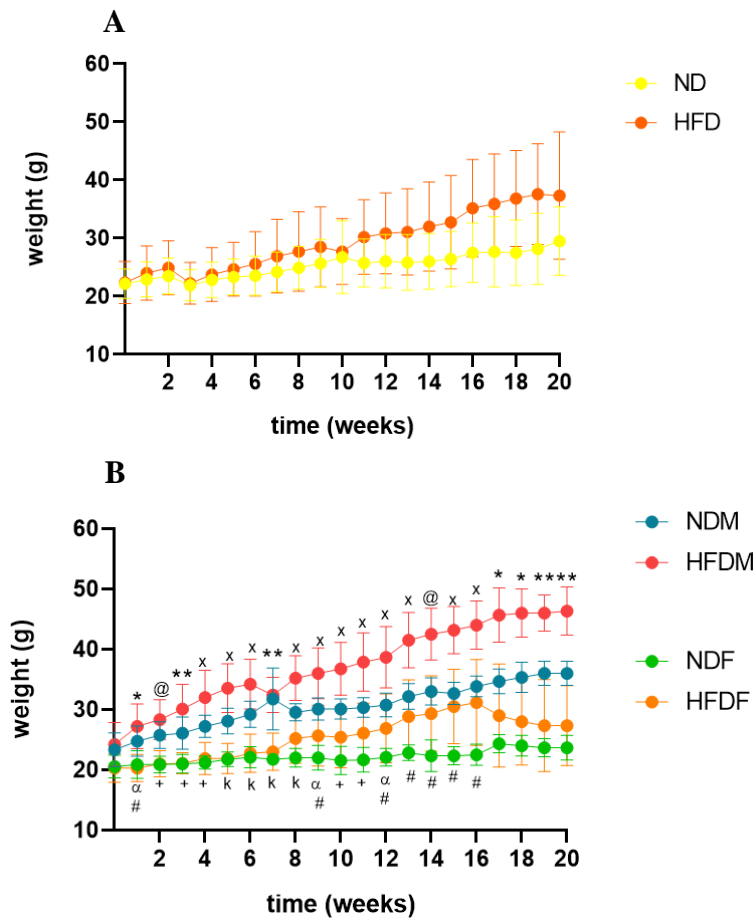 A
60
50
40
30
20
10
weight (g)
2 4 6 8 10 12 14 16 18 20
time (weeks)
ND
HFD
B
60
50
40
30
20
10
weight (g)
* @ ** x x x ** x x x x x x @ x x * * ** **
α + + + k k k k α + + α # # # #
# # #
2 4 6 8 10 12 14 16 18 20
time (weeks)
NDM
HFDM
NDF
HFDF